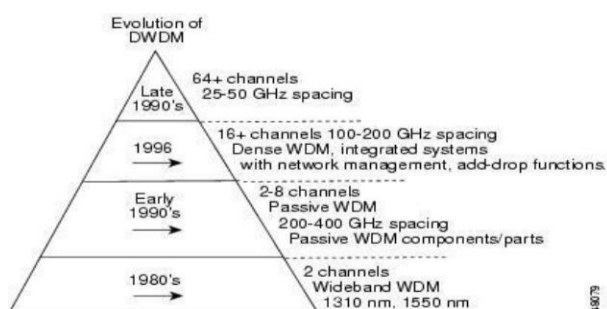 Evolution of
DWDM
Late
1990's
64+ channels
25-50 GHz spacing
1996
16+ channels 100-200 GHz spacing
Dense WDM, integrated systems
with network management, add-drop functions.
Early
1990's
2-8 channels
Passive WDM
200-400 GHz spacing
Passive WDM components/parts
1980's
2 channels
Wideband WDM
1310 nm, 1550 nm
48079